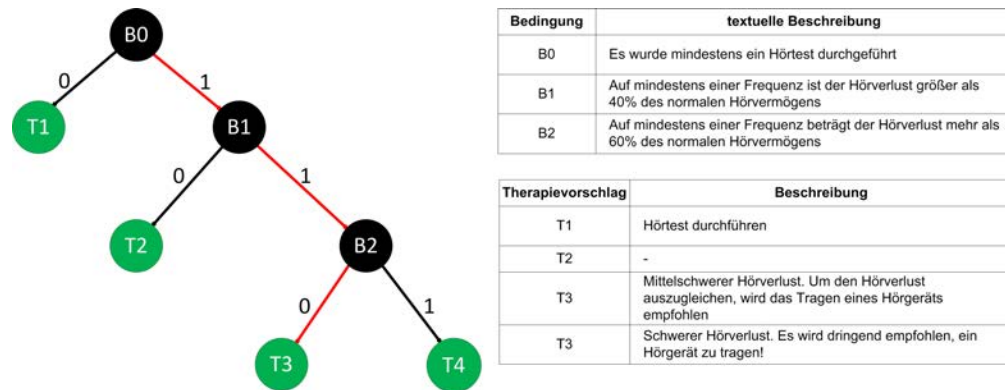 B0
0
1
T1
B1
0
1
T2
B2
0
1
T3
T4
Bedingung textuelle Beschreibung
B0 Es wurde mindestens ein Hörtest durchgeführt
B1 Auf mindestens einer Frequenz ist der Hörverlust größer als
40% des normalen Hörvermögens
B2 Auf mindestens einer Frequenz beträgt der Hörverlust mehr als
60% des normalen Hörvermögens
Therapievorschlag Beschreibung
T1 Hörtest durchführen
T2 -
T3 Mittelschwerer Hörverlust. Um den Hörverlust
auszugleichen, wird das Tragen eines Hörgeräts
empfohlen
T3 Schwerer Hörverlust. Es wird dringend empfohlen, ein
Hörgerät zu tragen!